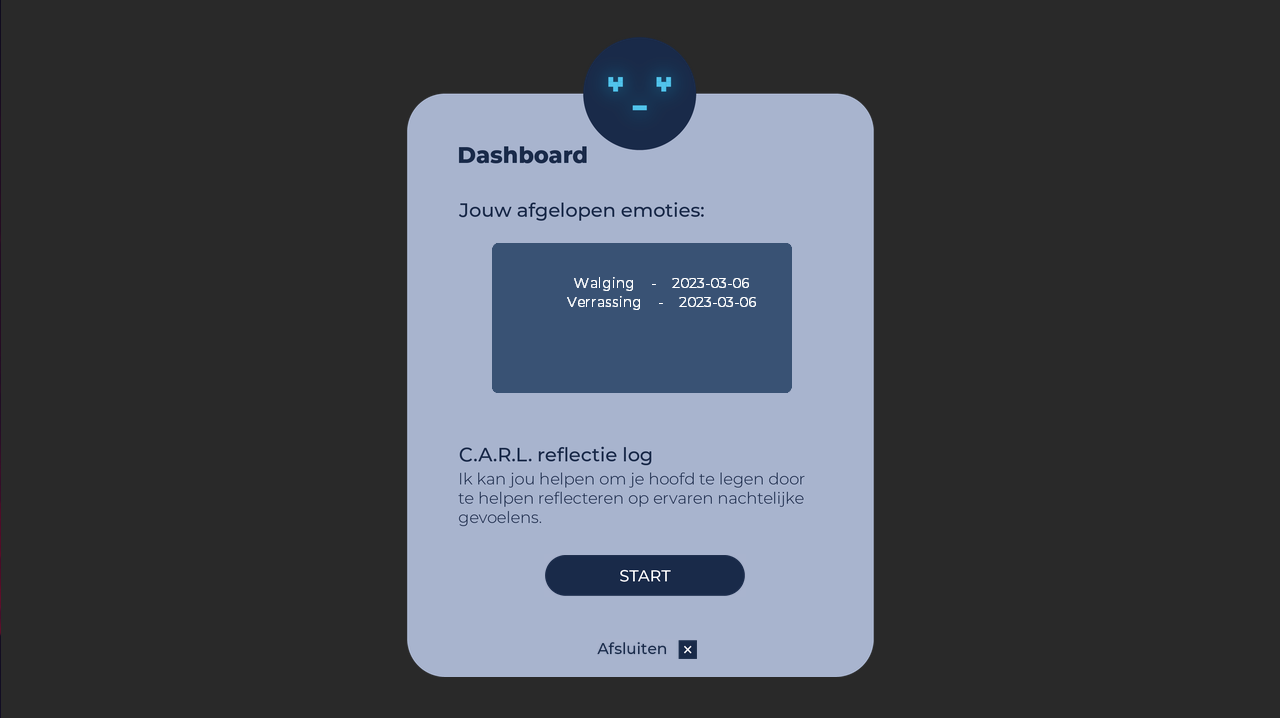 Dashboard
Jouw afgelopen emoties:
Walging - 2023-03-06
Verrassing - 2023-03-06
C.A.R.L. reflectie log
Ik kan jou helpen om je hoofd te legen door
te helpen reflecteren op ervaren nachtelijke
gevoelens.
START
Afsluiten